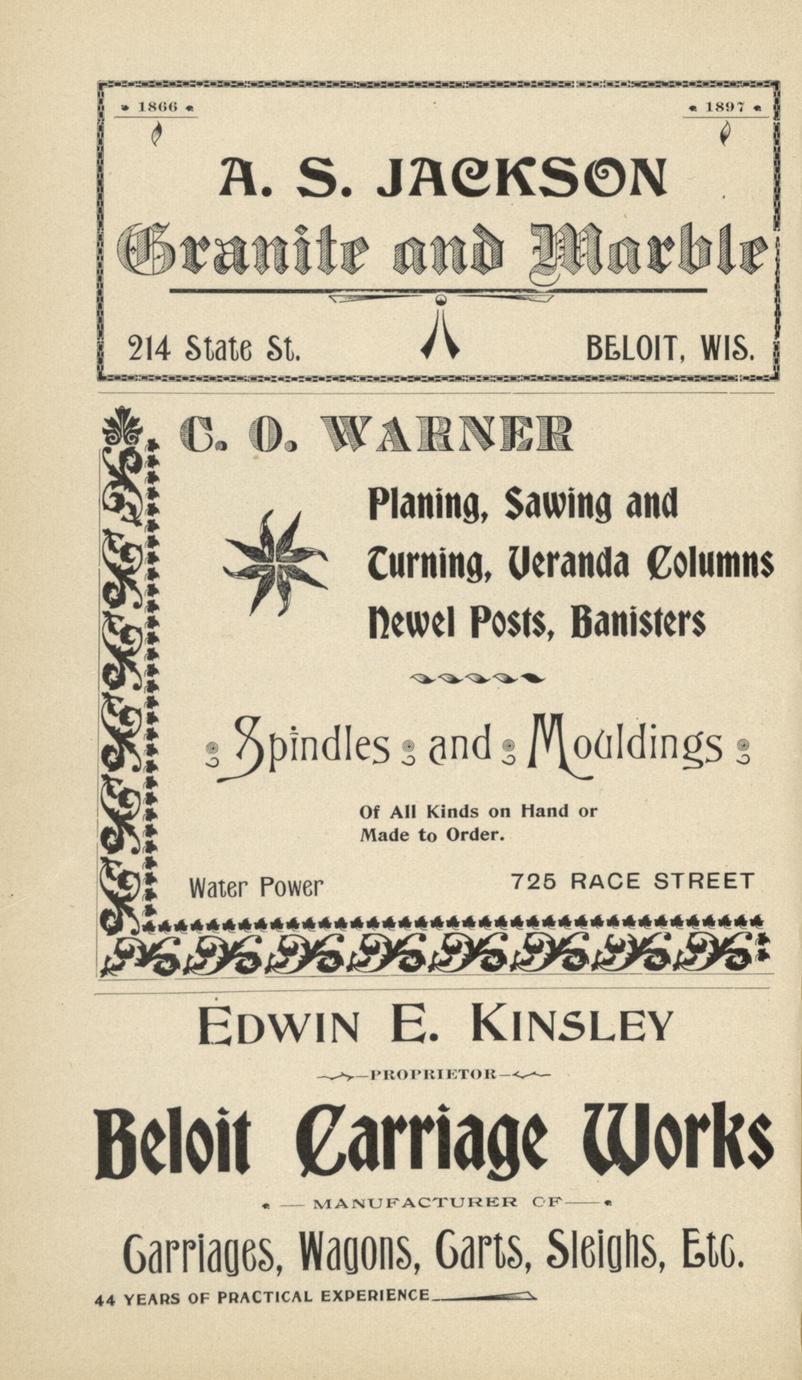 1866 1897
A. S. JACKSON
Granite and Marble
214 State St. BELOIT, WIS.
C. O. WARNER
Planing, Sawing and
Turning, Veranda Columns
Newel Posts, Banisters
Spindles and Mouldings
Of All Kinds on Hand or
Made to Order.
Water Power 725 RACE STREET
EDWIN E. KINSLEY
PROPRIETOR
Beloit Carriage Works
MANUFACTURER OF
Carriages, Wagons, Carts, Sleighs, Etc.
44 YEARS OF PRACTICAL EXPERIENCE